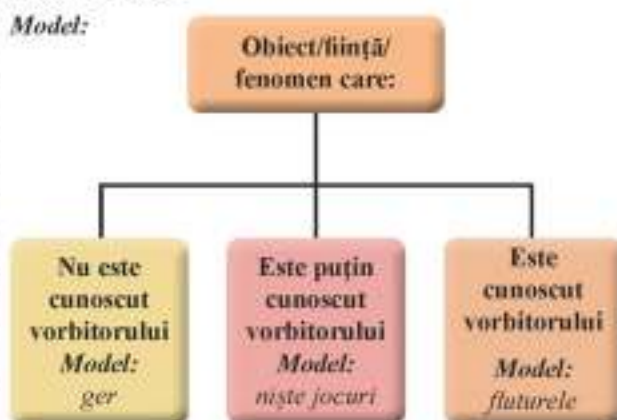 Model:
Obiect/ființă/
fenomen care:
Nu este
cunoscut
vorbitorului
Model:
ger
Este puțin
cunoscut
vorbitorului
Model:
niște jocuri
Este
cunoscut
vorbitorului
Model:
fluturele